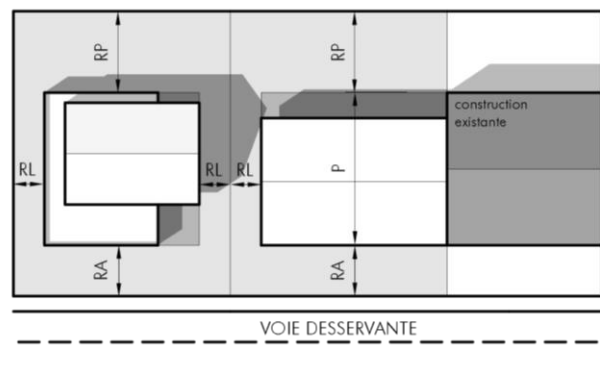 RP
RP
construction
existante
RL
RL
RL
P
RA
RA
VOIE DESSERVANTE